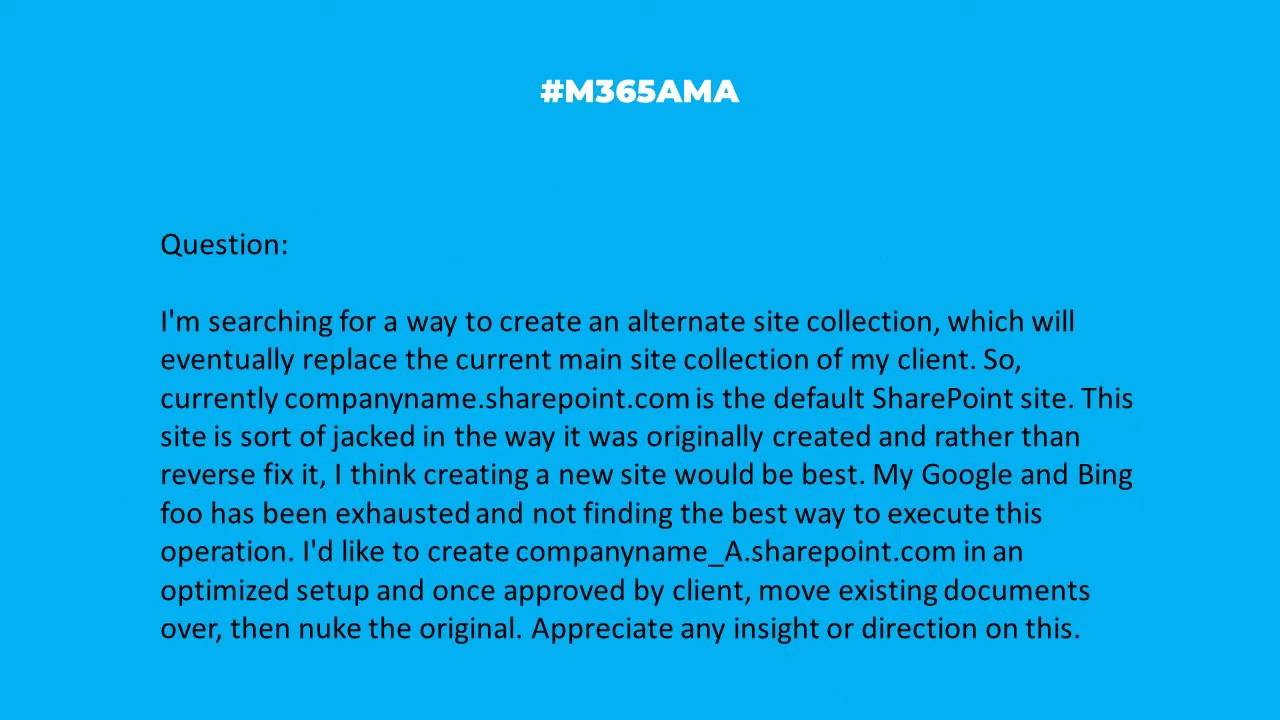 #M365AMA
Question:
I'm searching for a way to create an alternate site collection, which will
eventually replace the current main site collection of my client. So,
currently companyname.sharepoint.com is the default SharePoint site. This
site is sort of jacked in the way it was originally created and rather than
reverse fix it, I think creating a new site would be best. My Google and Bing
foo has been exhausted and not finding the best way to execute this
operation. I'd like to create companyname_A.sharepoint.com in an
optimized setup and once approved by client, move existing documents
over, then nuke the original. Appreciate any insight or direction on this.